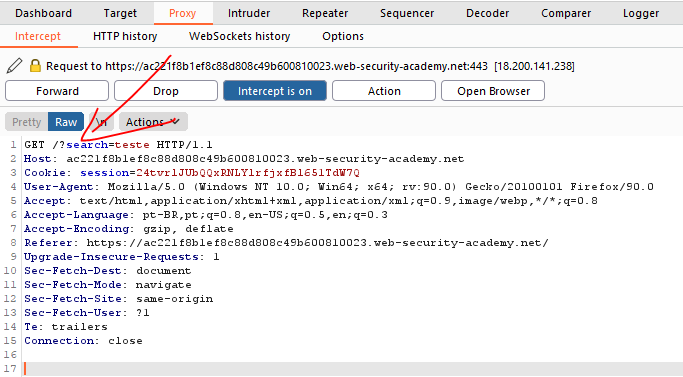 Dashboard Target Proxy Intruder Repeater Sequencer Decoder Comparer Logger
Intercept HTTP history WebSockets history Options
Request to https://ac221f8b1ef8c88d808c49b600810023.web-security-academy.net:443 [18.200.141.238]
Forward Drop Intercept is on Action Open Browser
Pretty Raw \n Actions
1 GET /?search=teste HTTP/1.1
2 Host: ac221f8b1ef8c88d808c49b600810023.web-security-academy.net
3 Cookie: session=24tvrlJUbQQxRNLYlrfjxfBl65lTdW7Q
4 User-Agent: Mozilla/5.0 (Windows NT 10.0; Win64; x64; rv:90.0) Gecko/20100101 Firefox/90.0
5 Accept: text/html,application/xhtml+xml,application/xml;q=0.9,image/webp,*/*;q=0.8
6 Accept-Language: pt-BR,pt;q=0.8,en-US;q=0.5,en;q=0.3
7 Accept-Encoding: gzip, deflate
8 Referer: https://ac221f8b1ef8c88d808c49b600810023.web-security-academy.net/
9 Upgrade-Insecure-Requests: 1
10 Sec-Fetch-Dest: document
11 Sec-Fetch-Mode: navigate
12 Sec-Fetch-Site: same-origin
13 Sec-Fetch-User: ?1
14 Te: trailers
15 Connection: close
16
17